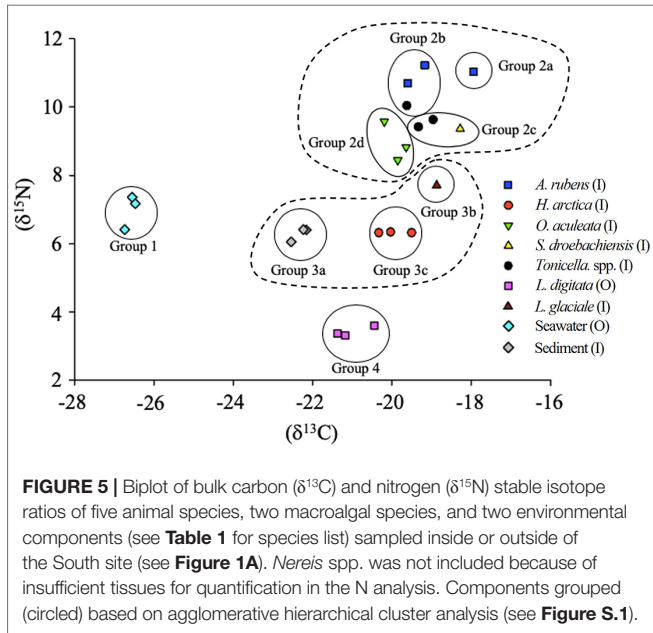 12
10
8
6
4
2
(δ¹⁵N)
-28
-26
-24
-22
-20
-18
-16
(δ¹³C)
Group 2b
Group 2a
Group 2c
Group 2d
Group 3b
Group 1
Group 3a
Group 3c
Group 4
A. rubens (I)
H. arctica (I)
O. aculeata (I)
S. droebachiensis (I)
Tonicella. spp. (I)
L. digitata (O)
L. glaciale (I)
Seawater (O)
Sediment (I)
FIGURE 5 | Biplot of bulk carbon (δ¹³C) and nitrogen (δ¹⁵N) stable isotope
ratios of five animal species, two macroalgal species, and two environmental
components (see Table 1 for species list) sampled inside or outside of
the South site (see Figure 1A). Nereis spp. was not included because of
insufficient tissues for quantification in the N analysis. Components grouped
(circled) based on agglomerative hierarchical cluster analysis (see Figure S.1).